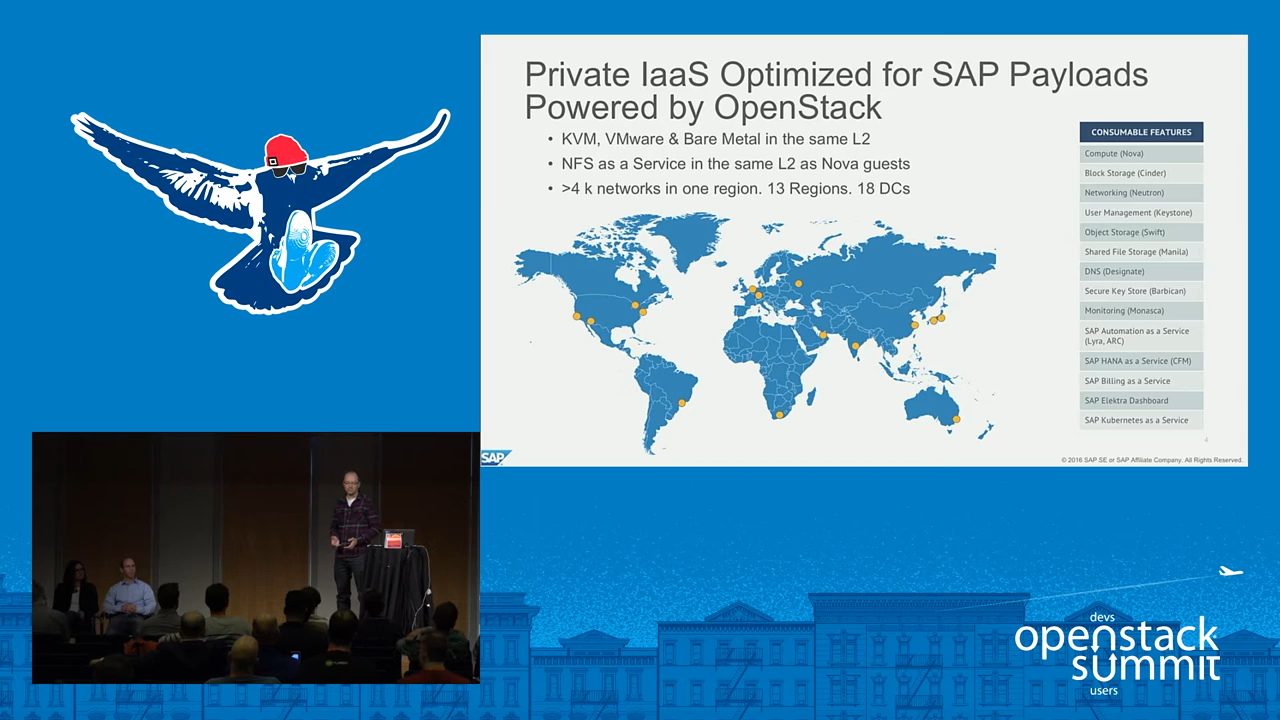 Private IaaS Optimized for SAP Payloads
Powered by OpenStack
• KVM, VMware & Bare Metal in the same L2
• NFS as a Service in the same L2 as Nova guests
• >4 k networks in one region. 13 Regions. 18 DCs
CONSUMABLE FEATURES
Compute (Nova)
Block Storage (Cinder)
Networking (Neutron)
User Management (Keystone)
Object Storage (Swift)
Shared File Storage (Manila)
DNS (Designate)
Secure Key Store (Barbican)
Monitoring (Monasca)
SAP Automation as a Service
(Lyra, ARC)
SAP HANA as a Service (CFM)
SAP Billing as a Service
SAP Elektra Dashboard
SAP Kubernetes as a Service
4
SAP
© 2016 SAP SE or SAP Affiliate Company. All Rights Reserved.
devs
openstack
summit
users